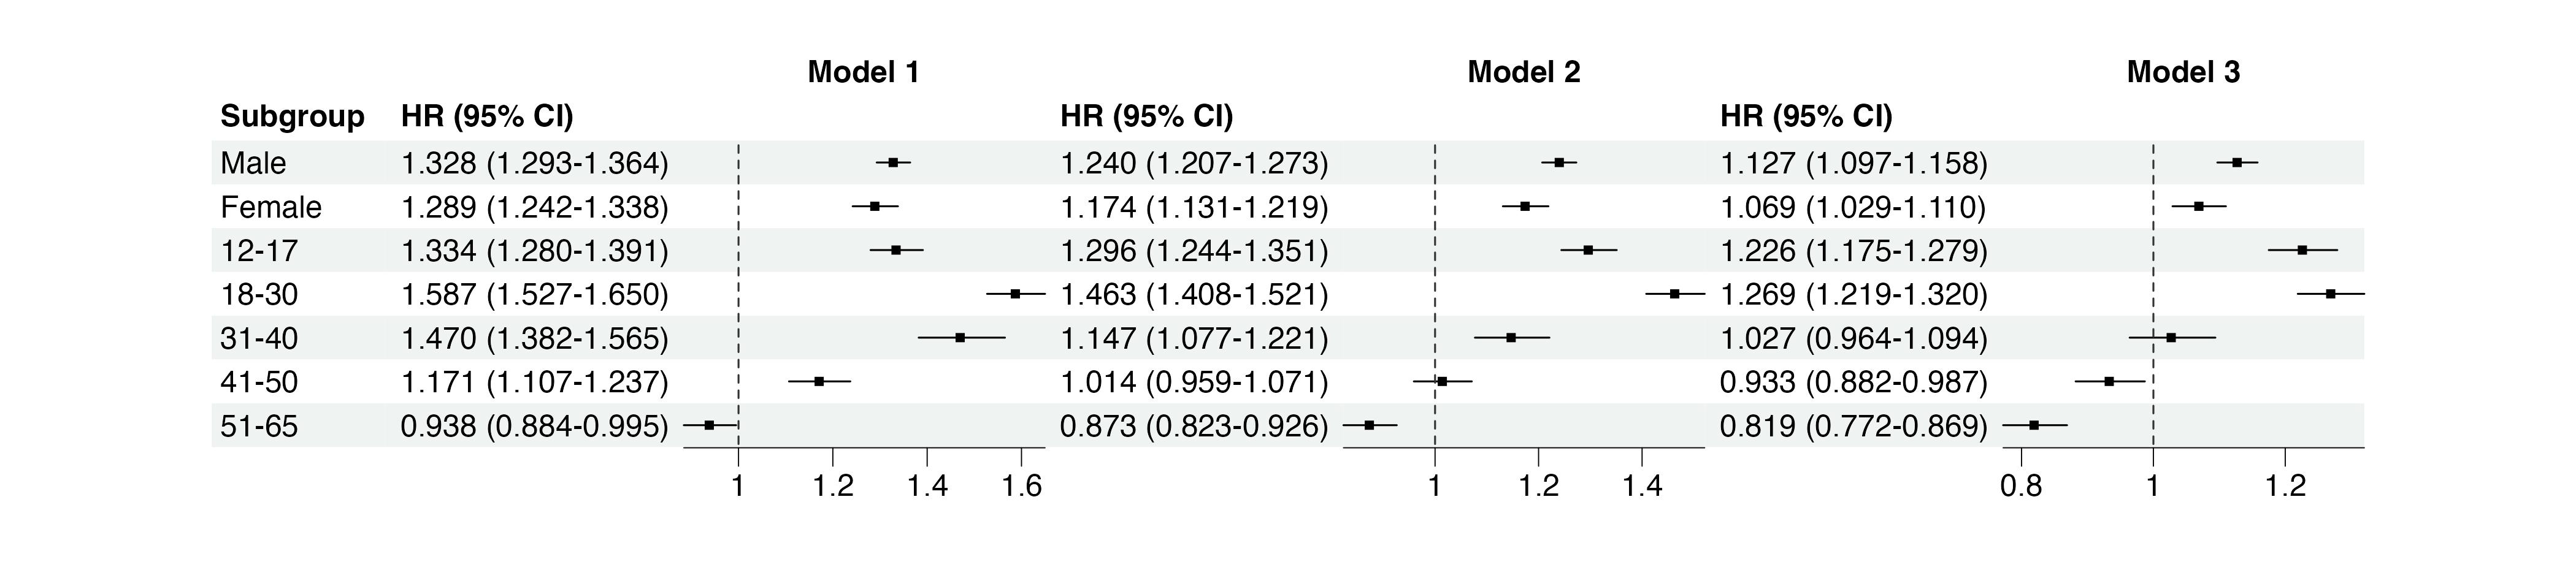 Model 1 Model 2 Model 3
Subgroup HR (95% CI) HR (95% CI) HR (95% CI)
Male 1.328 (1.293-1.364) 1.240 (1.207-1.273) 1.127 (1.097-1.158)
Female 1.289 (1.242-1.338) 1.174 (1.131-1.219) 1.069 (1.029-1.110)
12-17 1.334 (1.280-1.391) 1.296 (1.244-1.351) 1.226 (1.175-1.279)
18-30 1.587 (1.527-1.650) 1.463 (1.408-1.521) 1.269 (1.219-1.320)
31-40 1.470 (1.382-1.565) 1.147 (1.077-1.221) 1.027 (0.964-1.094)
41-50 1.171 (1.107-1.237) 1.014 (0.959-1.071) 0.933 (0.882-0.987)
51-65 0.938 (0.884-0.995) 0.873 (0.823-0.926) 0.819 (0.772-0.869)
1 1.2 1.4 1.6 1 1.2 1.4 0.8 1 1.2